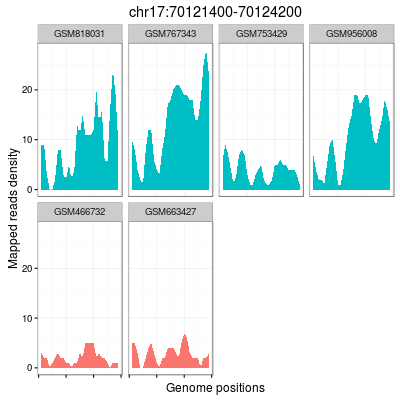 chr17:70121400-70124200
GSM818031 GSM767343 GSM753429 GSM956008
20
10
0
GSM466732 GSM663427
20
10
0
Mapped reads density
Genome positions